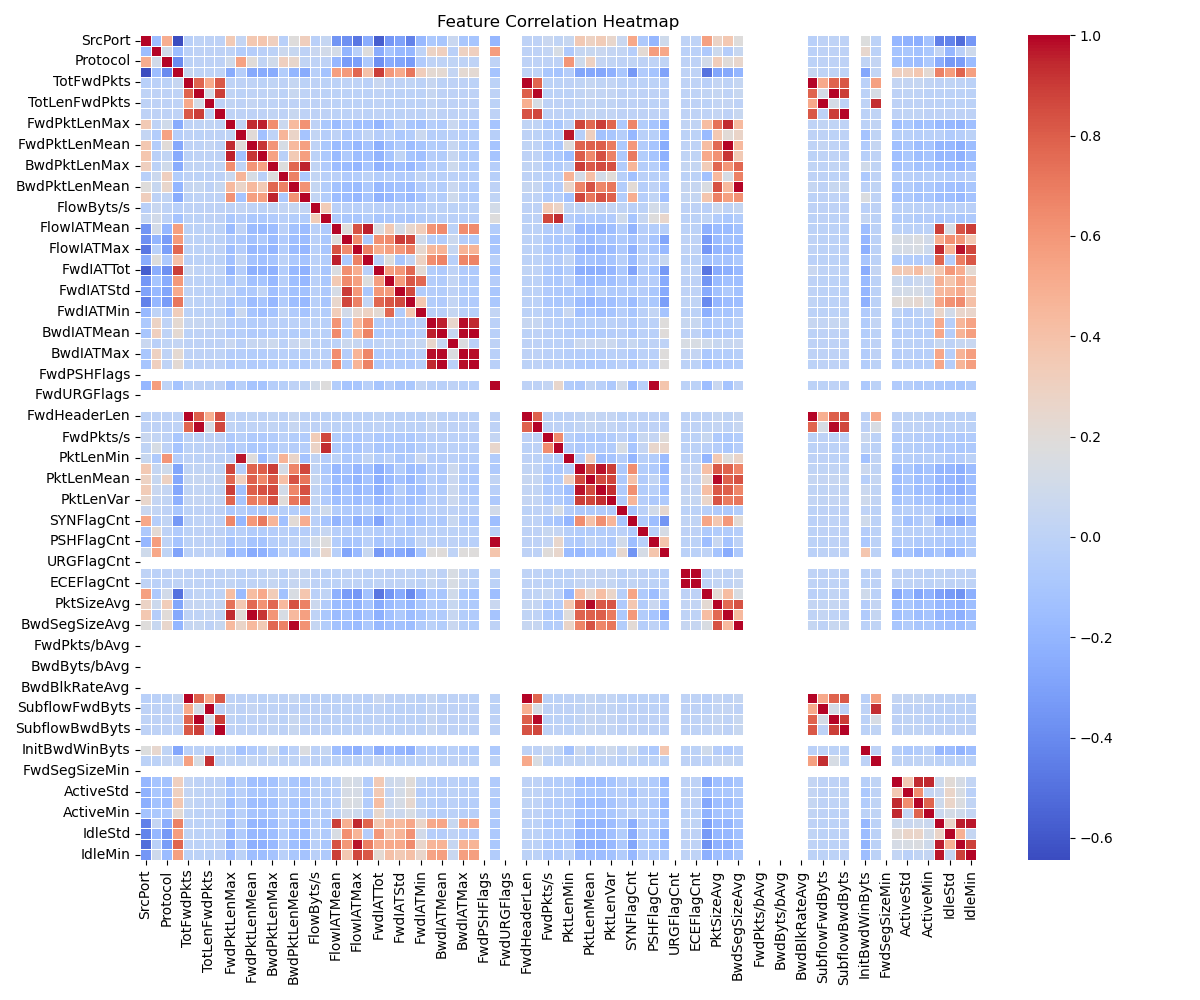 Feature Correlation Heatmap
SrcPort
Protocol
TotFwdPkts
TotLenFwdPkts
FwdPktLenMax
FwdPktLenMean
BwdPktLenMax
BwdPktLenMean
FlowByts/s
FlowIATMean
FlowIATMax
FwdIATTot
FwdIATStd
FwdIATMin
BwdIATMean
BwdIATMax
FwdPSHFlags
FwdURGFlags
FwdHeaderLen
FwdPkts/s
PktLenMin
PktLenMean
PktLenVar
SYNFlagCnt
PSHFlagCnt
URGFlagCnt
ECEFlagCnt
PktSizeAvg
BwdSegSizeAvg
FwdPkts/bAvg
BwdByts/bAvg
BwdBlkRateAvg
SubflowFwdByts
SubflowBwdByts
InitBwdWinByts
FwdSegSizeMin
ActiveStd
ActiveMin
IdleStd
IdleMin
SrcPort
Protocol
TotFwdPkts
TotLenFwdPkts
FwdPktLenMax
FwdPktLenMean
BwdPktLenMax
BwdPktLenMean
FlowByts/s
FlowIATMean
FlowIATMax
FwdIATTot
FwdIATStd
FwdIATMin
BwdIATMean
BwdIATMax
FwdPSHFlags
FwdURGFlags
FwdHeaderLen
FwdPkts/s
PktLenMin
PktLenMean
PktLenVar
SYNFlagCnt
PSHFlagCnt
URGFlagCnt
ECEFlagCnt
PktSizeAvg
BwdSegSizeAvg
FwdPkts/bAvg
BwdByts/bAvg
BwdBlkRateAvg
SubflowFwdByts
SubflowBwdByts
InitBwdWinByts
FwdSegSizeMin
ActiveStd
ActiveMin
IdleStd
IdleMin
1.0
0.8
0.6
0.4
0.2
0.0
−0.2
−0.4
−0.6